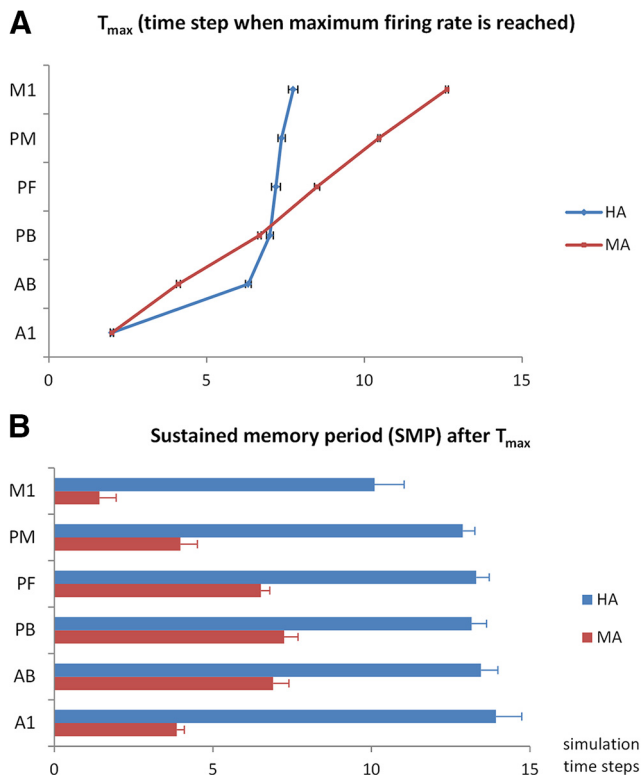 A
Tmax (time step when maximum firing rate is reached)
M1
PM
PF
PB
AB
A1
0 5 10 15
HA
MA
B
Sustained memory period (SMP) after Tmax
M1
PM
PF
PB
AB
A1
0 5 10 15
HA
MA
simulation
time steps